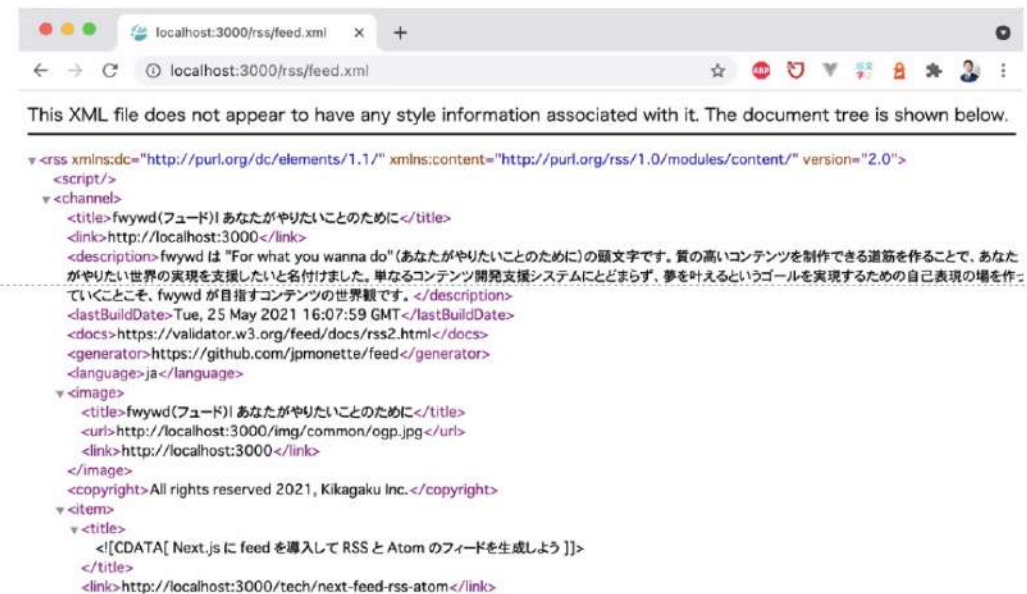 localhost:3000/rss/feed.xml
localhost:3000/rss/feed.xml
ABP
This XML file does not appear to have any style information associated with it. The document tree is shown below.
<rss xmlns:dc="http://purl.org/dc/elements/1.1/" xmlns:content="http://purl.org/rss/1.0/modules/content/" version="2.0">
<script/>
<channel>
<title>fwywd(フュード)| あなたがやりたいことのために</title>
<link>http://localhost:3000</link>
<description>fwywd は "For what you wanna do"(あなたがやりたいことのために)の頭文字です。質の高いコンテンツを制作できる道筋を作ることで、あなた
がやりたい世界の実現を支援したいと名付けました。単なるコンテンツ開発支援システムにとどまらず、夢を叶えるというゴールを実現するための自己表現の場を作っ
ていくことこそ、fwywd が目指すコンテンツの世界観です。</description>
<lastBuildDate>Tue, 25 May 2021 16:07:59 GMT</lastBuildDate>
<docs>https://validator.w3.org/feed/docs/rss2.html</docs>
<generator>https://github.com/jpmonette/feed</generator>
<language>ja</language>
<image>
<title>fwywd(フュード)| あなたがやりたいことのために</title>
<url>http://localhost:3000/img/common/ogp.jpg</url>
<link>http://localhost:3000</link>
</image>
<copyright>All rights reserved 2021, Kikagaku Inc.</copyright>
<item>
<title>
<![CDATA[ Next.js に feed を導入して RSS と Atom のフィードを生成しよう ]]>
</title>
<link>http://localhost:3000/tech/next-feed-rss-atom</link>